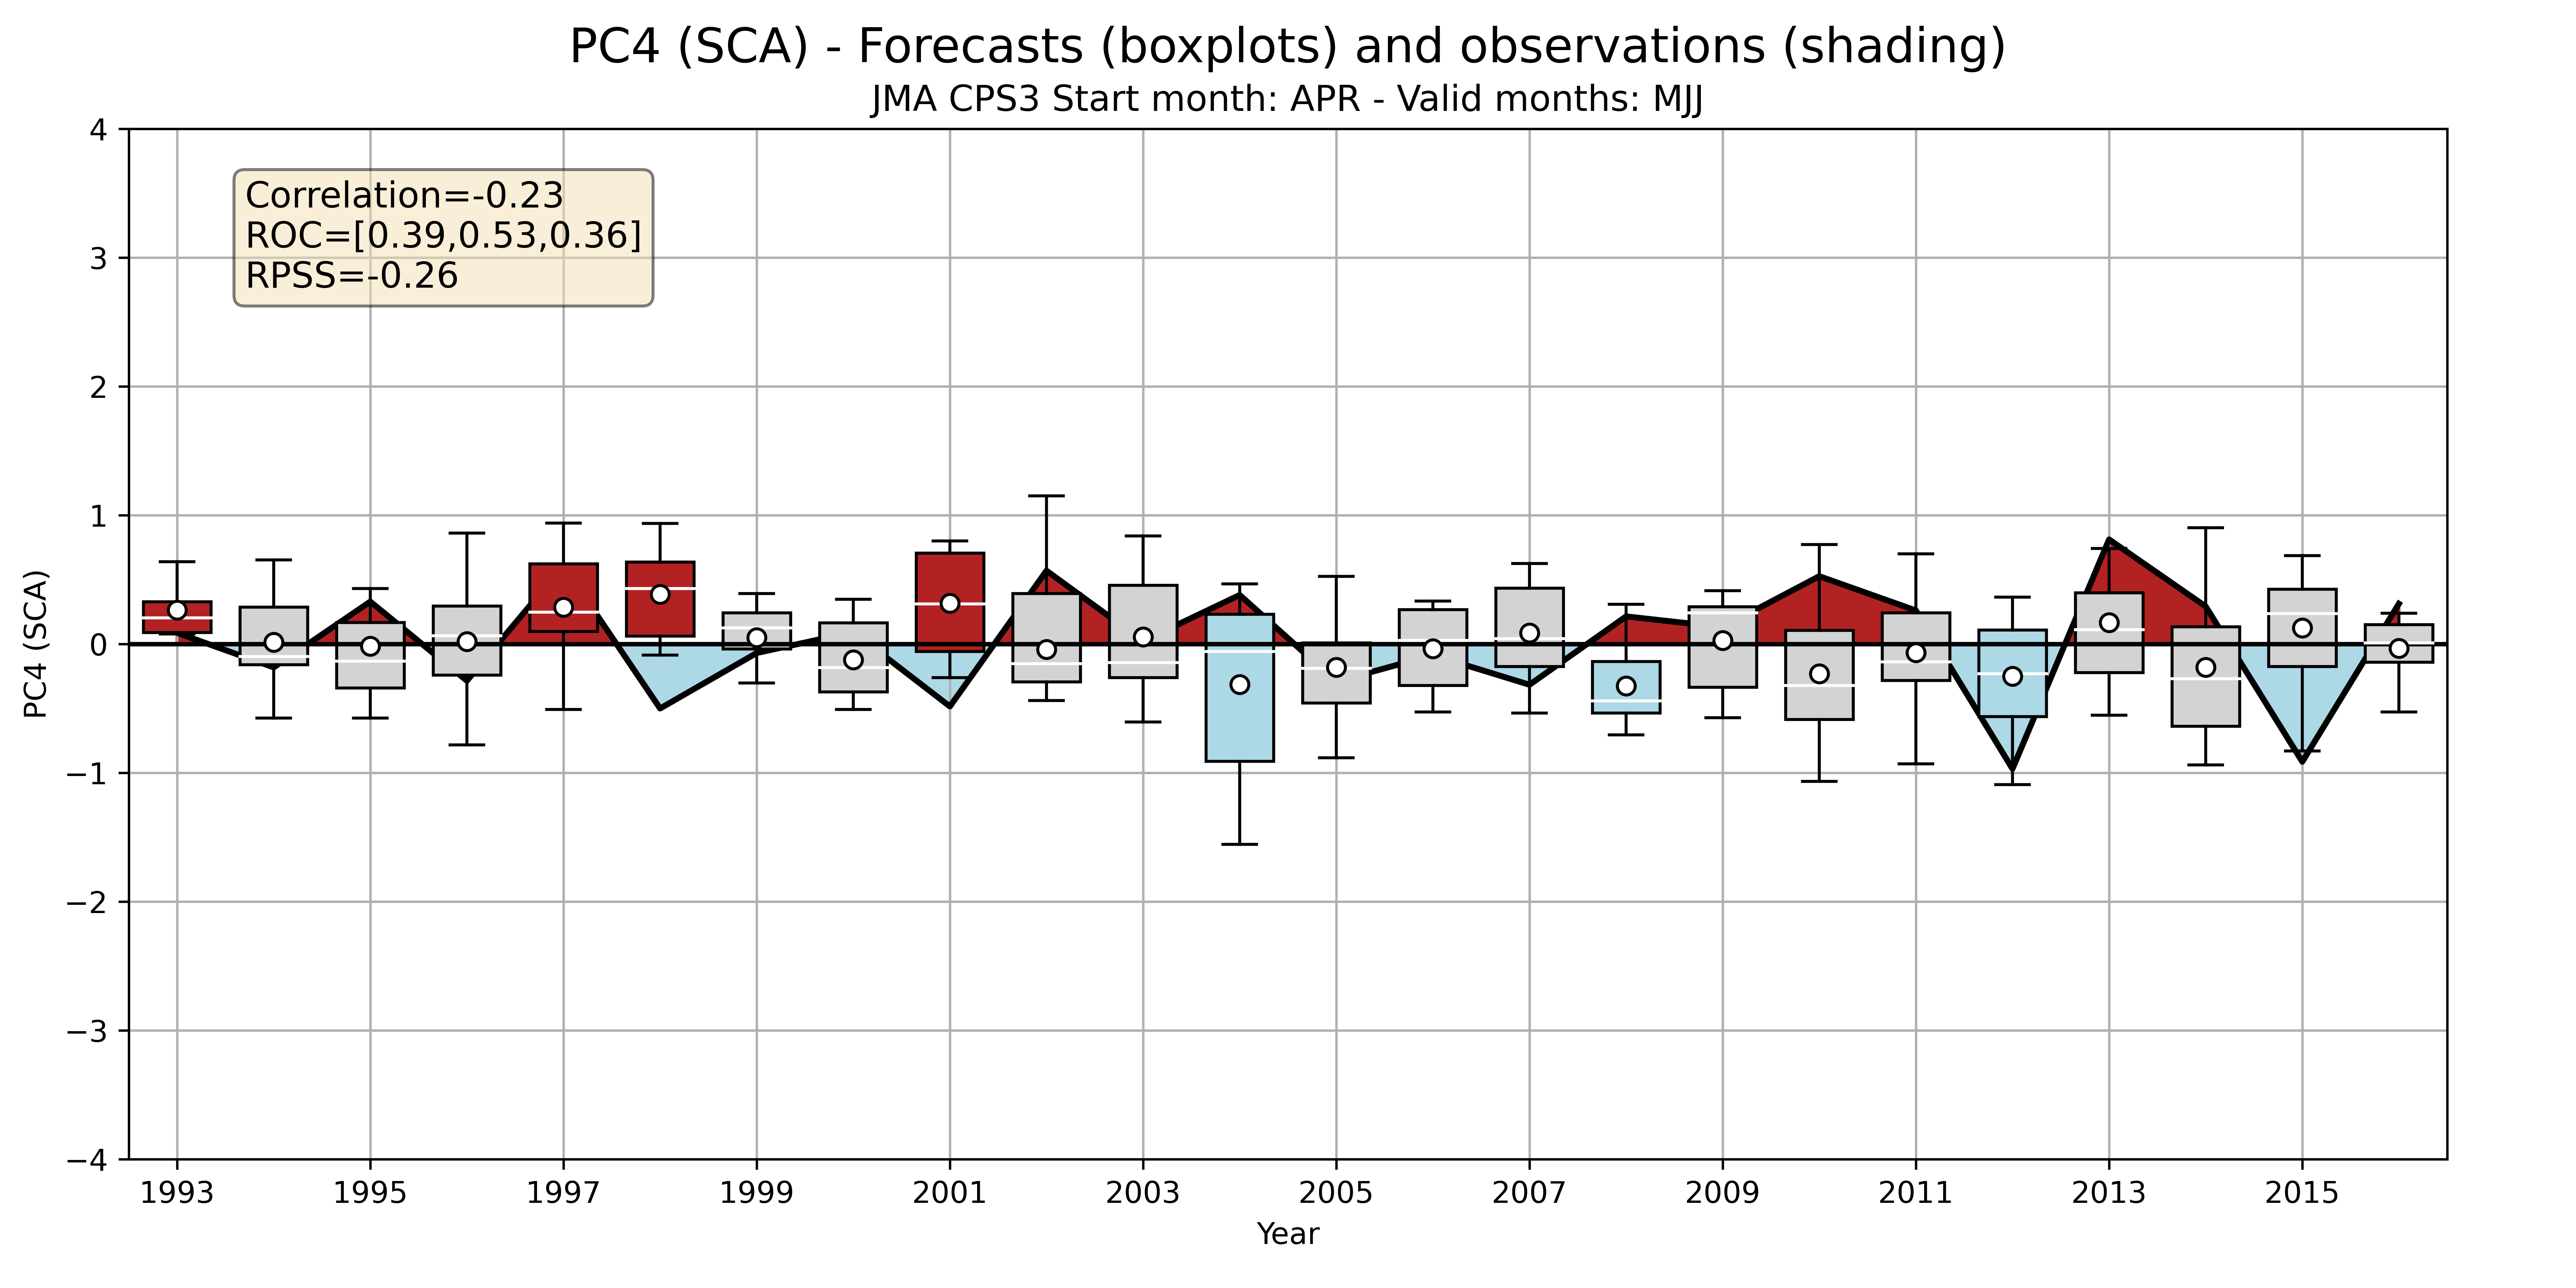 PC4 (SCA) - Forecasts (boxplots) and observations (shading)
JMA CPS3 Start month: APR - Valid months: MJJ
Correlation=-0.23
ROC=[0.39,0.53,0.36]
RPSS=-0.26
PC4 (SCA)
4
3
2
1
0
−1
−2
−3
−4
1993 1995 1997 1999 2001 2003 2005 2007 2009 2011 2013 2015
Year